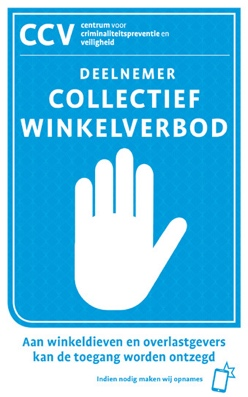 CCV centrum voor
criminaliteitspreventie en
veiligheid
DEELNEMER
COLLECTIEF
WINKELVERBOD
Aan winkeldieven en overlastgevers
kan de toegang worden ontzegd
Indien nodig maken wij opnames